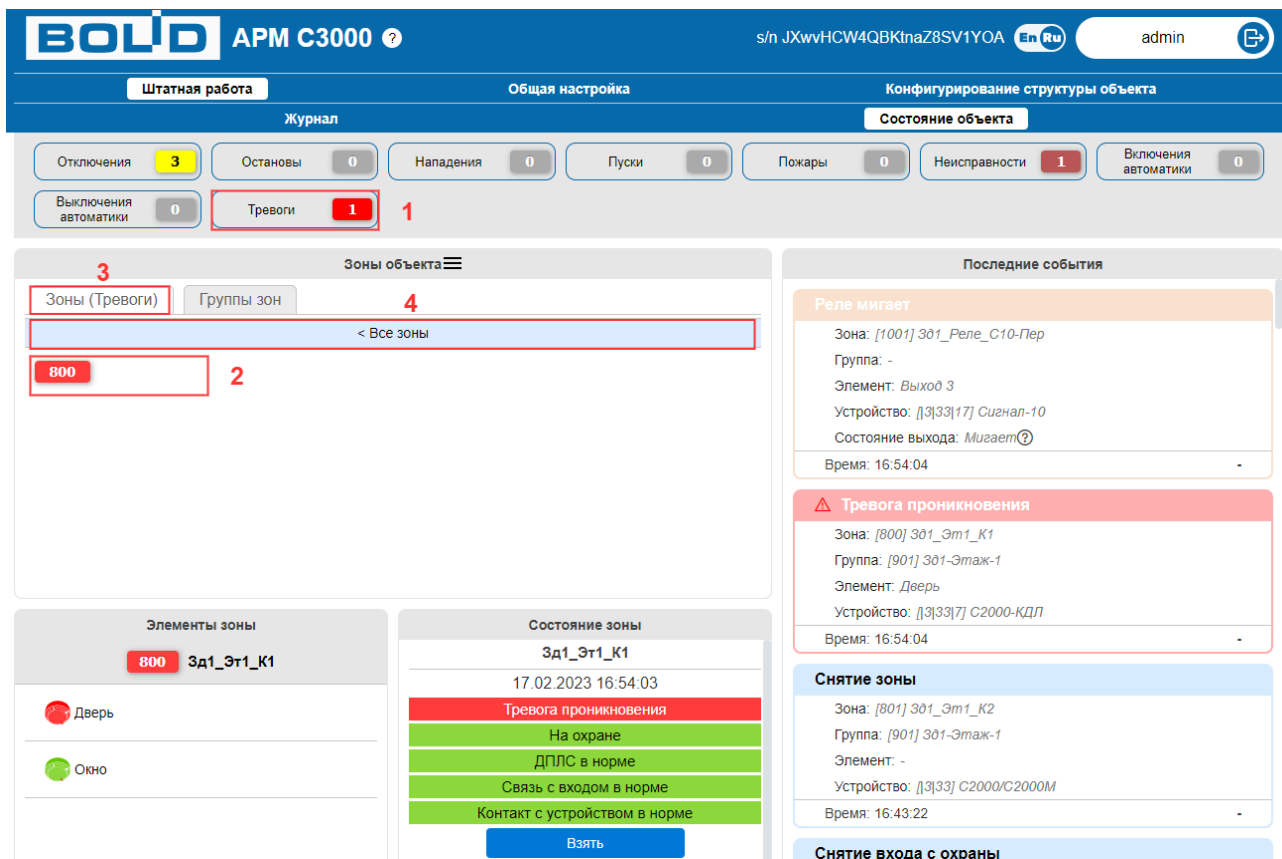 BOLID АРМ С3000 ? s/n JXwvHCW4QBKtnaZ8SV1YOA En Ru admin
Штатная работа Общая настройка Конфигурирование структуры объекта
Журнал Состояние объекта
Отключения 3 Остановы 0 Нападения 0 Пуски 0 Пожары 0 Неисправности 1 Включения автоматики 0
Выключения автоматики 0 Тревоги 1 1
Зоны объекта
3
Зоны (Тревоги) Группы зон 4
< Все зоны
800 2
Элементы зоны
800 Зд1_Эт1_К1
Дверь
Окно
Состояние зоны
Зд1_Эт1_К1
17.02.2023 16:54:03
Тревога проникновения
На охране
ДПЛС в норме
Связь с входом в норме
Контакт с устройством в норме
Взять
Последние события
Реле мигает
Зона: [1001] Зд1_Реле_С10-Пер
Группа: -
Элемент: Выход 3
Устройство: [|3|33|17] Сигнал-10
Состояние выхода: Мигает ?
Время: 16:54:04 -
Тревога проникновения
Зона: [800] Зд1_Эт1_К1
Группа: [901] Зд1-Этаж-1
Элемент: Дверь
Устройство: [|3|33|7] С2000-КДЛ
Время: 16:54:04 -
Снятие зоны
Зона: [801] Зд1_Эт1_К2
Группа: [901] Зд1-Этаж-1
Элемент: -
Устройство: [|3|33] С2000/С2000М
Время: 16:43:22 -
Снятие входа с охраны